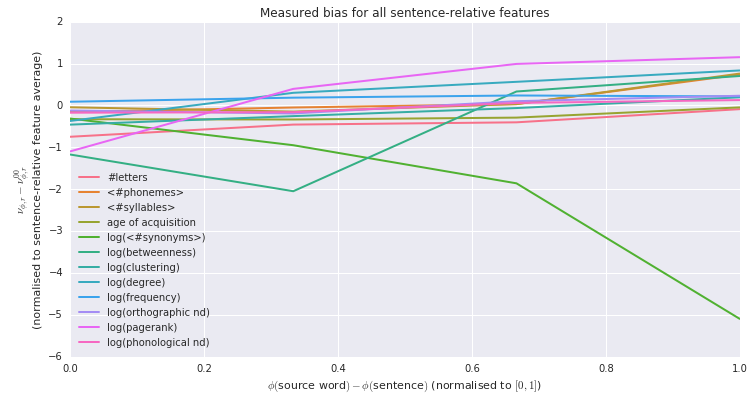 Measured bias for all sentence-relative features
2
1
0
−1
−2
−3
−4
−5
−6
ν_{ϕ,r} − ν^{00}_{ϕ,r}
(normalised to sentence-relative feature average)
#letters
<#phonemes>
<#syllables>
age of acquisition
log(<#synonyms>)
log(betweenness)
log(clustering)
log(degree)
log(frequency)
log(orthographic nd)
log(pagerank)
log(phonological nd)
0.0 0.2 0.4 0.6 0.8 1.0
ϕ(source word) − ϕ(sentence) (normalised to [0, 1])